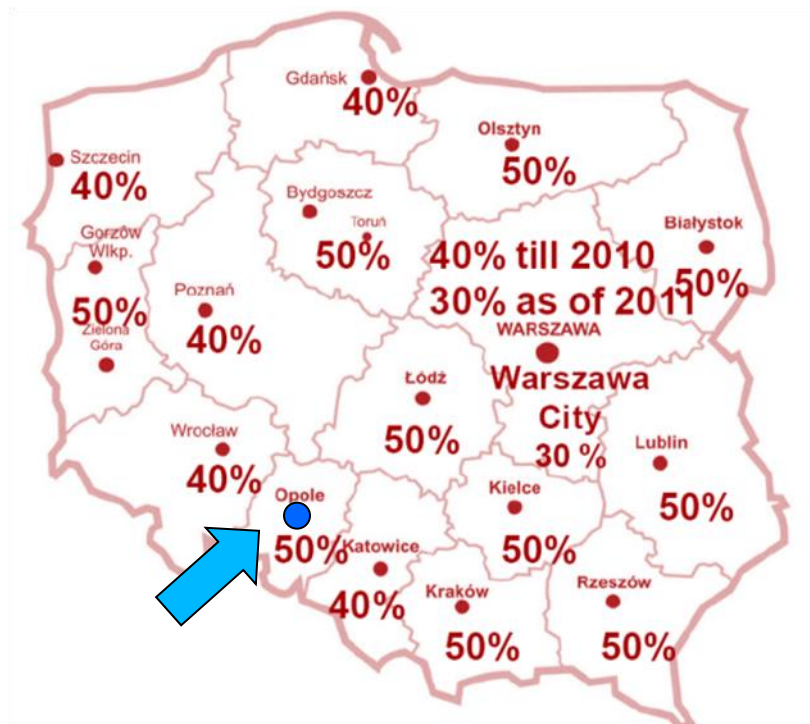 Gdańsk
40%
Olsztyn
50%
Szczecin
40%
Bydgoszcz
Toruń
50%
Białystok
50%
Gorzów
Wlkp.
50%
Zielona
Góra
40% till 2010
30% as of 2011
WARSZAWA
Warszawa
City
30 %
Poznań
40%
Łódź
50%
Lublin
50%
Wrocław
40%
Opole
50%
Kielce
50%
Katowice
40%
Kraków
50%
Rzeszów
50%